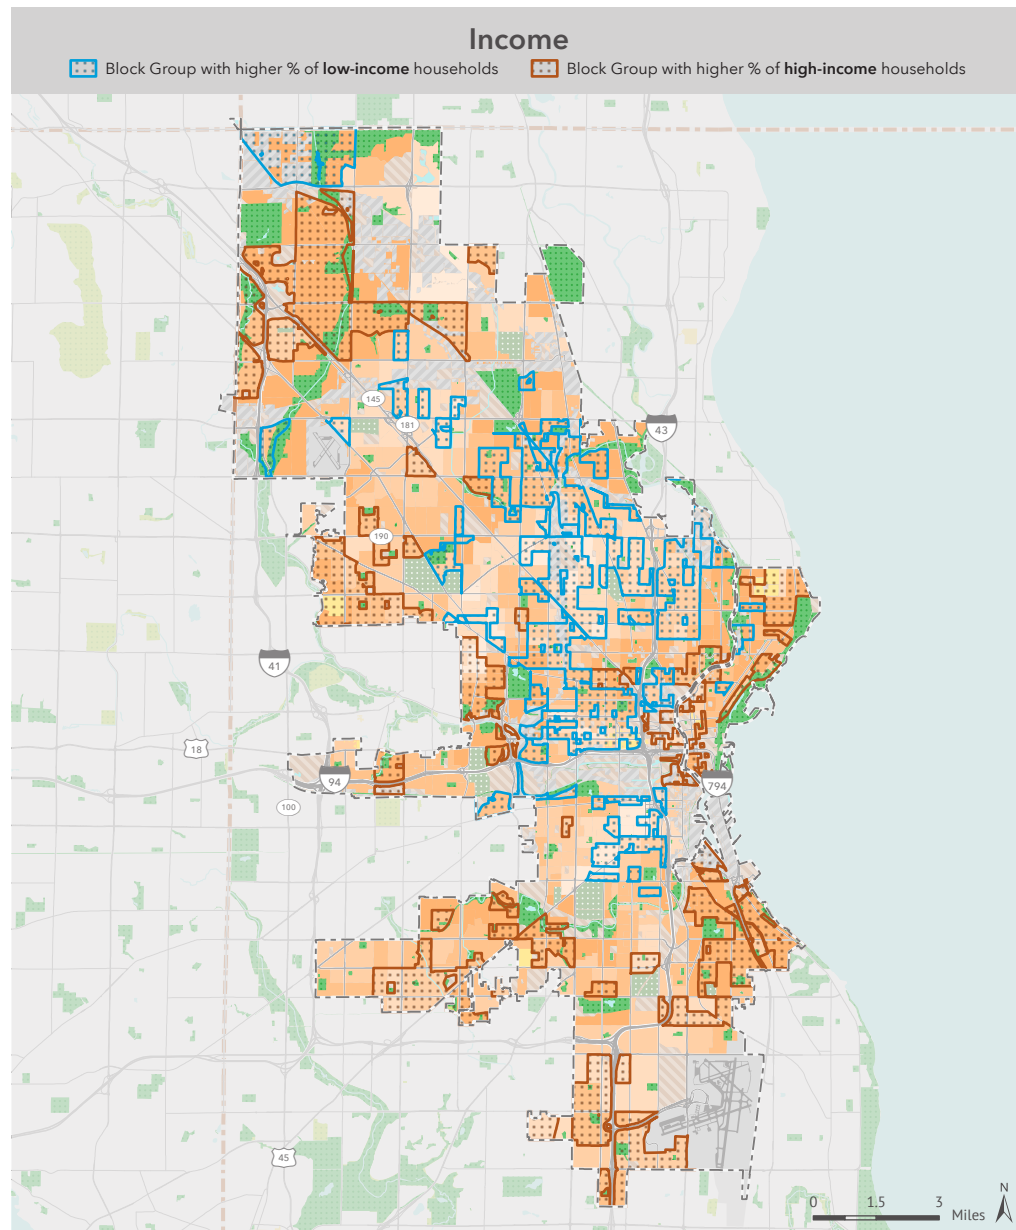 Income
Block Group with higher % of low-income households
Block Group with higher % of high-income households
145
181
43
190
41
18
94
794
100
45
0 1.5 3
Miles
N